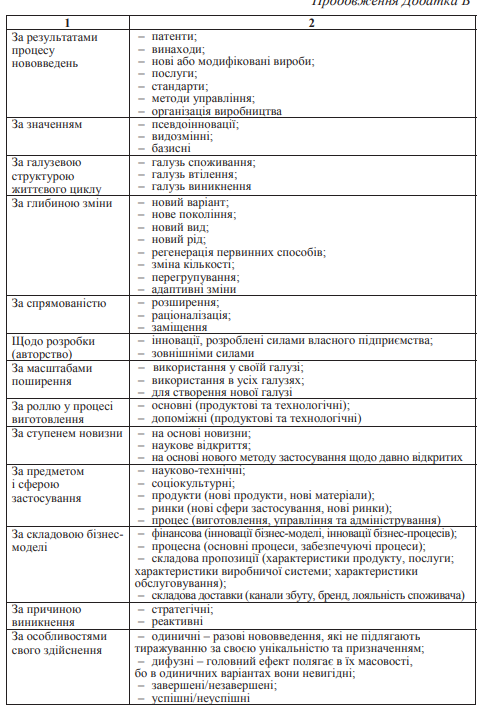 Продовження Додатка В
1 2
За результатами
процесу
нововведень
– патенти;
– винаходи;
– нові або модифіковані вироби;
– послуги;
– стандарти;
– методи управління;
– організація виробництва
За значенням
– псевдоінновації;
– видозмінні;
– базисні
За галузевою
структурою
життєвого циклу
– галузь споживання;
– галузь втілення;
– галузь виникнення
За глибиною зміни
– новий варіант;
– нове покоління;
– новий вид;
– новий рід;
– регенерація первинних способів;
– зміна кількості;
– перегрупування;
– адаптивні зміни
За спрямованістю
– розширення;
– раціоналізація;
– заміщення
Щодо розробки
(авторство)
– інновації, розроблені силами власного підприємства;
– зовнішніми силами
За масштабами
поширення
– використання у своїй галузі;
– використання в усіх галузях;
– для створення нової галузі
За роллю у процесі
виготовлення
– основні (продуктові та технологічні);
– допоміжні (продуктові та технологічні)
За ступенем новизни
– на основі новизни;
– наукове відкриття;
– на основі нового методу застосування щодо давно відкритих
За предметом
і сферою
застосування
– науково-технічні;
– соціокультурні;
– продукти (нові продукти, нові матеріали);
– ринки (нові сфери застосування, нові ринки);
– процес (виготовлення, управління та адміністрування)
За складовою бізнес-
моделі
– фінансова (інновації бізнес-моделі, інновації бізнес-процесів);
– процесна (основні процеси, забезпечуючі процеси);
– складова пропозиції (характеристики продукту, послуги;
характеристики виробничої системи; характеристики
обслуговування);
– складова доставки (канали збуту, бренд, лояльність споживача)
За причиною
виникнення
– стратегічні;
– реактивні
За особливостями
свого здійснення
– одиничні – разові нововведення, які не підлягають
тиражуванню за своєю унікальністю та призначенням;
– дифузні – головний ефект полягає в їх масовості,
бо в одиничних варіантах вони невигідні;
– завершені/незавершені;
– успішні/неуспішні